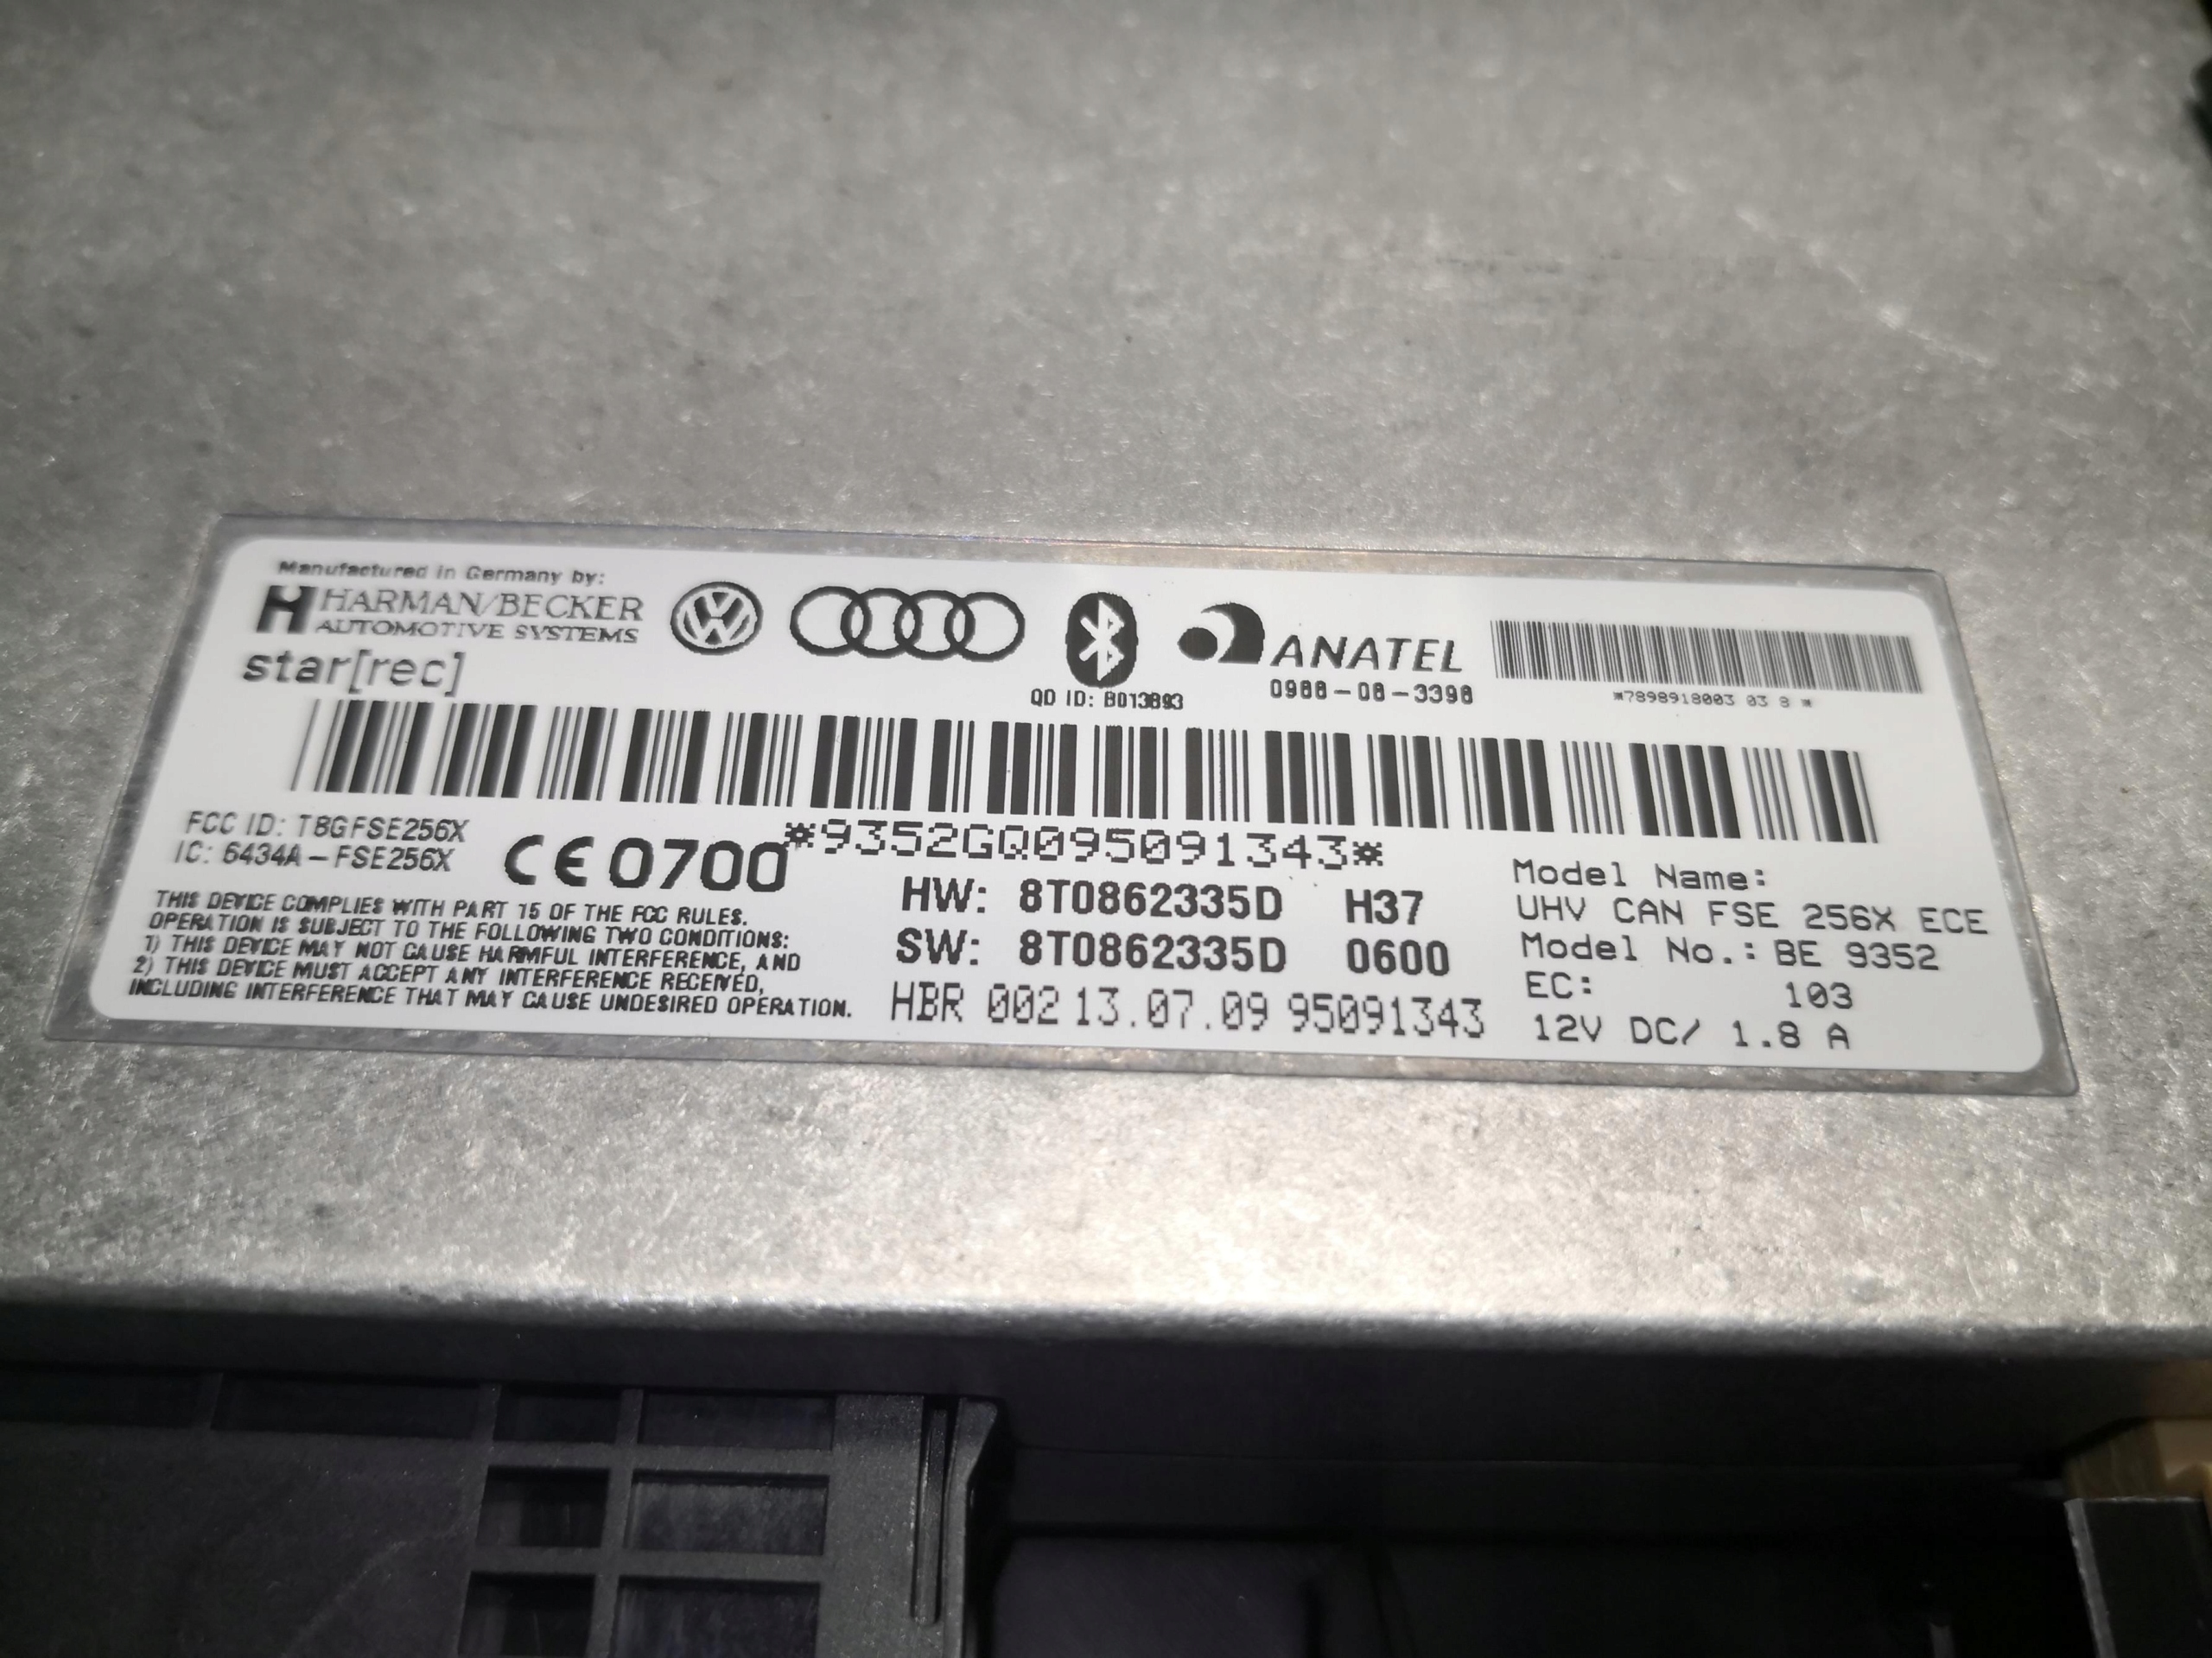 Manufactured in Germany by:
HARMAN/BECKER
AUTOMOTIVE SYSTEMS
star[rec]
QD ID: B013893
ANATEL
0988-08-3398
*7898918003 03 8 *
*9352GQ095091343*
FCC ID: T8GFSE256X
IC: 6434A-FSE256X
CE 0700
THIS DEVICE COMPLIES WITH PART 15 OF THE FCC RULES.
OPERATION IS SUBJECT TO THE FOLLOWING TWO CONDITIONS:
1) THIS DEVICE MAY NOT CAUSE HARMFUL INTERFERENCE, AND
2) THIS DEVICE MUST ACCEPT ANY INTERFERENCE RECEIVED,
INCLUDING INTERFERENCE THAT MAY CAUSE UNDESIRED OPERATION.
HW: 8T0862335D H37
SW: 8T0862335D 0600
HBR 002 13.07.09 95091343
Model Name:
UHV CAN FSE 256X ECE
Model No.: BE 9352
EC: 103
12V DC/ 1.8 A